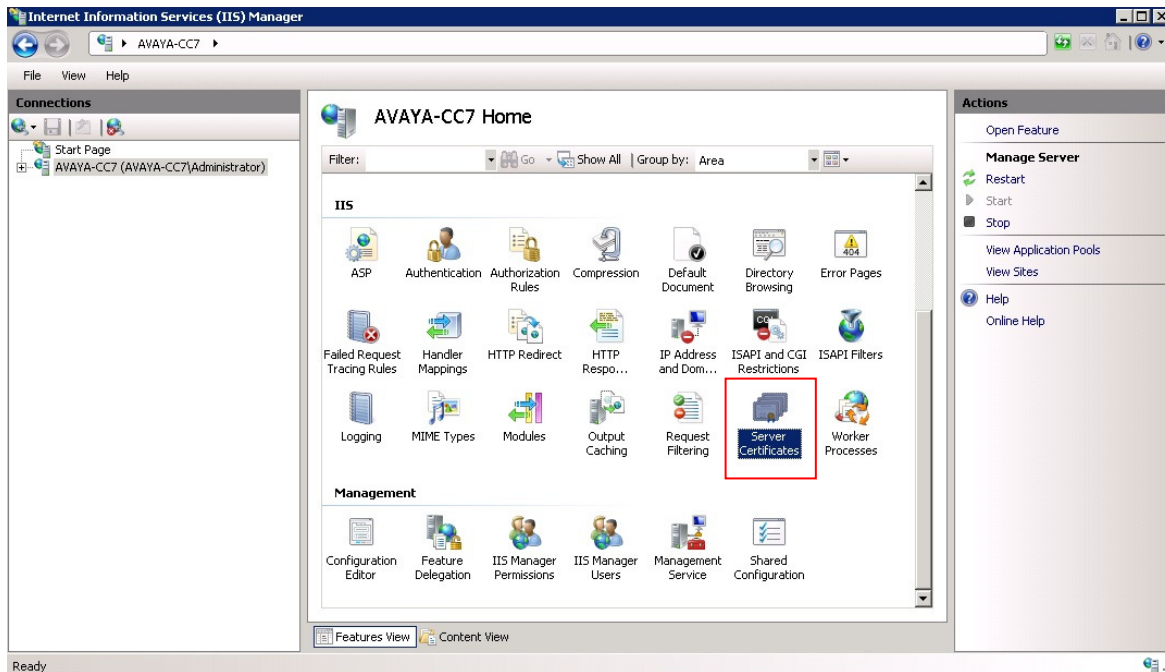 Internet Information Services (IIS) Manager
AVAYA-CC7
File View Help
Connections
Start Page
AVAYA-CC7 (AVAYA-CC7\Administrator)
AVAYA-CC7 Home
Filter: Go Show All Group by: Area
IIS
ASP Authentication Authorization Rules Compression Default Document Directory Browsing Error Pages
404
Failed Request Tracing Rules Handler Mappings HTTP Redirect HTTP Respo... IP Address and Dom... ISAPI and CGI Restrictions ISAPI Filters
CGI
Logging MIME Types Modules Output Caching Request Filtering Server Certificates Worker Processes
Management
Configuration Editor Feature Delegation IIS Manager Permissions IIS Manager Users Management Service Shared Configuration
Features View Content View
Actions
Open Feature
Manage Server
Restart
Start
Stop
View Application Pools
View Sites
Help
Online Help
Ready